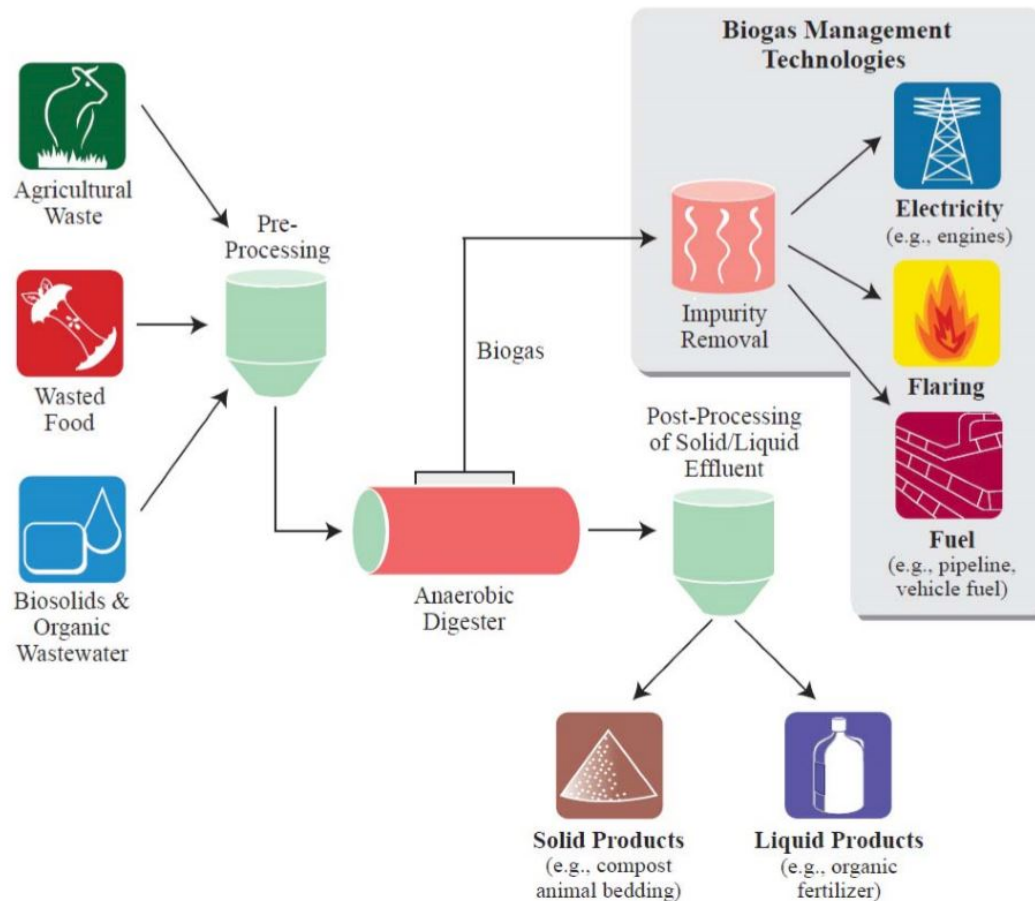 Biogas Management
Technologies
Agricultural
Waste
Pre-
Processing
Electricity
(e.g., engines)
Impurity
Removal
Biogas
Wasted
Food
Flaring
Post-Processing
of Solid/Liquid
Effluent
Fuel
(e.g., pipeline,
vehicle fuel)
Anaerobic
Digester
Biosolids &
Organic
Wastewater
Solid Products
(e.g., compost
animal bedding)
Liquid Products
(e.g., organic
fertilizer)